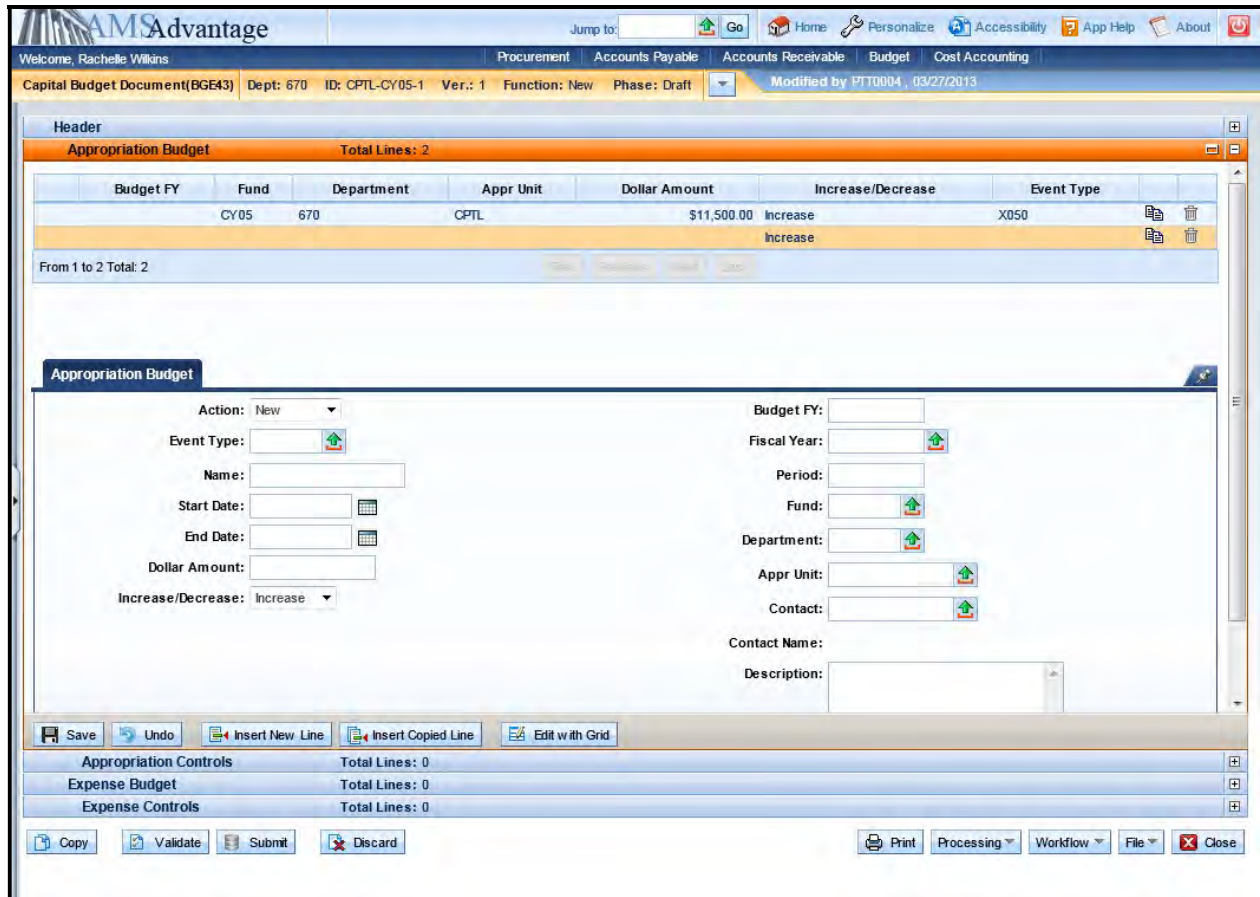 AMSAdvantage
Jump to: Go Home Personalize Accessibility App Help About
Welcome, Rachelle Wilkins Procurement Accounts Payable Accounts Receivable Budget Cost Accounting
Capital Budget Document(BGE43) Dept: 670 ID: CPTL-CY05-1 Ver.: 1 Function: New Phase: Draft Modified by PTT0004 , 03/27/2013
Header
Appropriation Budget Total Lines: 2
Budget FY Fund Department Appr Unit Dollar Amount Increase/Decrease Event Type
CY05 670 CPTL $11,500.00 Increase X050
Increase
From 1 to 2 Total: 2
Appropriation Budget
Action: New Budget FY:
Event Type: Fiscal Year:
Name: Period:
Start Date: Fund:
End Date: Department:
Dollar Amount: Appr Unit:
Increase/Decrease: Increase Contact:
Contact Name:
Description:
Save Undo Insert New Line Insert Copied Line Edit with Grid
Appropriation Controls Total Lines: 0
Expense Budget Total Lines: 0
Expense Controls Total Lines: 0
Copy Validate Submit Discard Print Processing Workflow File Close